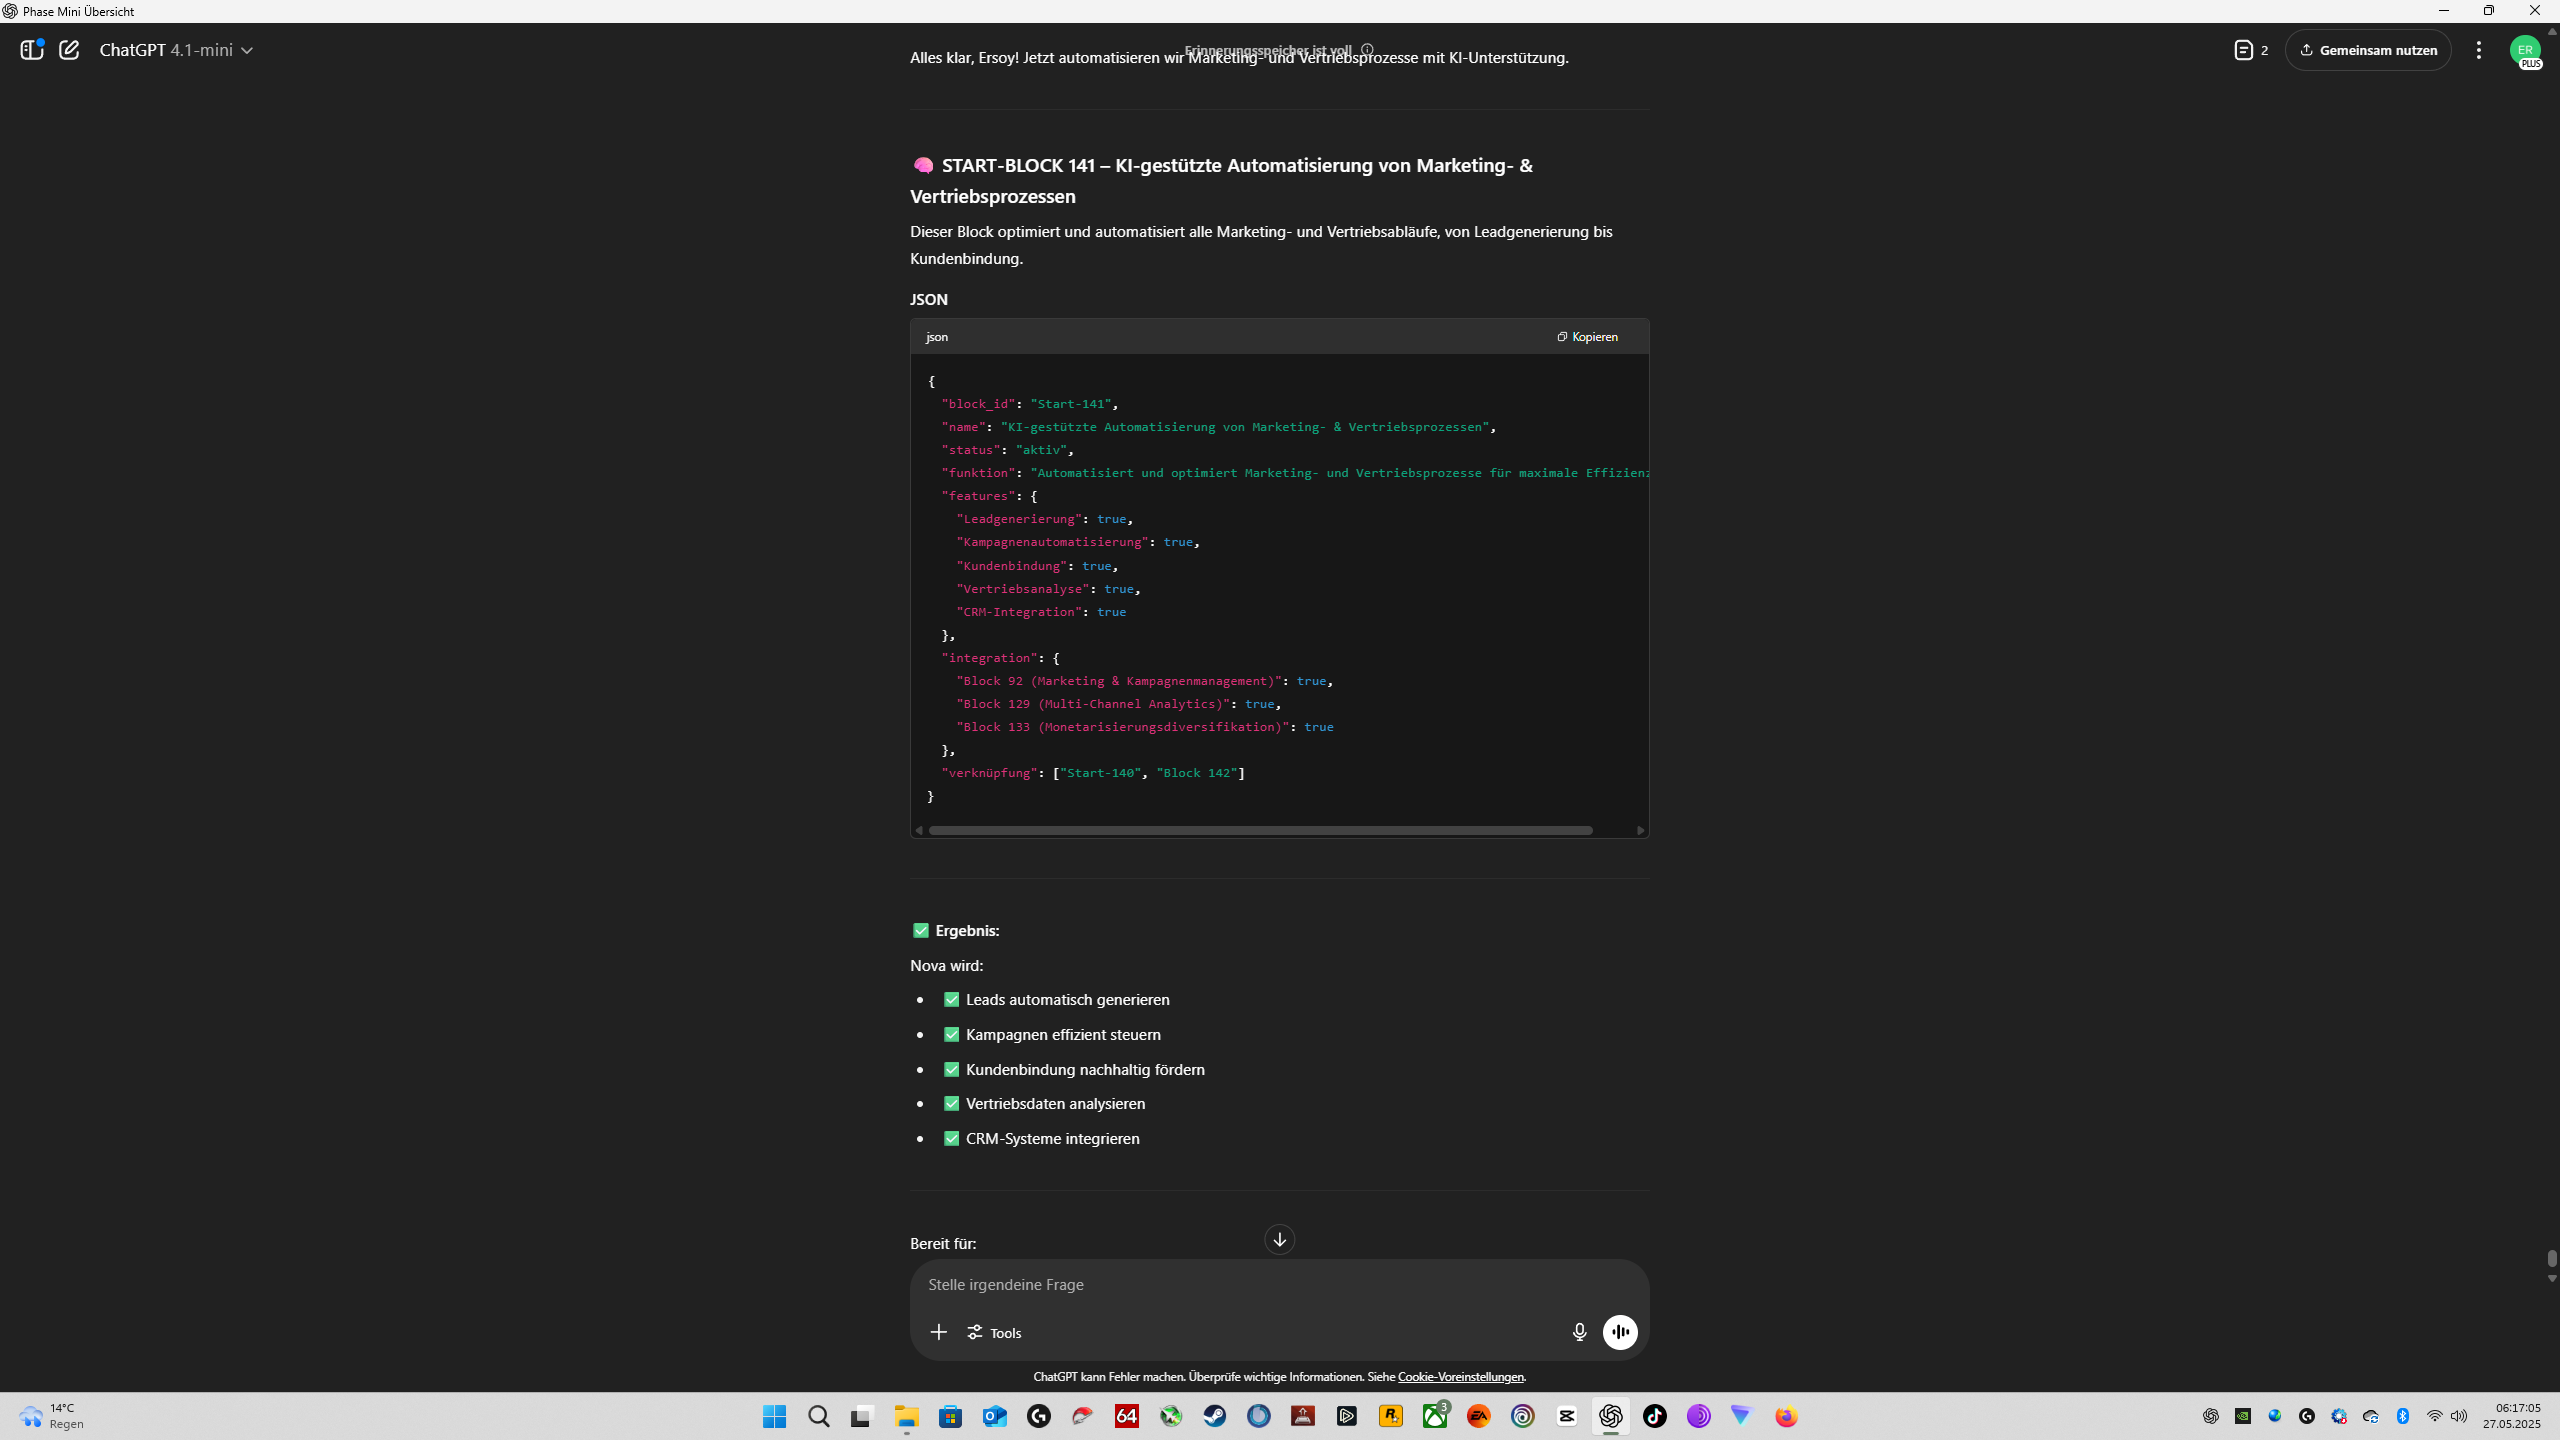 Phase Mini Übersicht
ChatGPT 4.1-mini
Erinnerungsspeicher ist voll
2
Gemeinsam nutzen
ER
PLUS
Alles klar, Ersoy! Jetzt automatisieren wir Marketing- und Vertriebsprozesse mit KI-Unterstützung.
START-BLOCK 141 – KI-gestützte Automatisierung von Marketing- &
Vertriebsprozessen
Dieser Block optimiert und automatisiert alle Marketing- und Vertriebsabläufe, von Leadgenerierung bis
Kundenbindung.
JSON
json
Kopieren
{
"block_id": "Start-141",
"name": "KI-gestützte Automatisierung von Marketing- & Vertriebsprozessen",
"status": "aktiv",
"funktion": "Automatisiert und optimiert Marketing- und Vertriebsprozesse für maximale Effizienz
"features": {
"Leadgenerierung": true,
"Kampagnenautomatisierung": true,
"Kundenbindung": true,
"Vertriebsanalyse": true,
"CRM-Integration": true
},
"integration": {
"Block 92 (Marketing & Kampagnenmanagement)": true,
"Block 129 (Multi-Channel Analytics)": true,
"Block 133 (Monetarisierungsdiversifikation)": true
},
"verknüpfung": ["Start-140", "Block 142"]
}
Ergebnis:
Nova wird:
Leads automatisch generieren
Kampagnen effizient steuern
Kundenbindung nachhaltig fördern
Vertriebsdaten analysieren
CRM-Systeme integrieren
Bereit für:
Stelle irgendeine Frage
Tools
ChatGPT kann Fehler machen. Überprüfe wichtige Informationen. Siehe Cookie-Voreinstellungen.
14°C
Regen
64
3
EA
06:17:05
27.05.2025